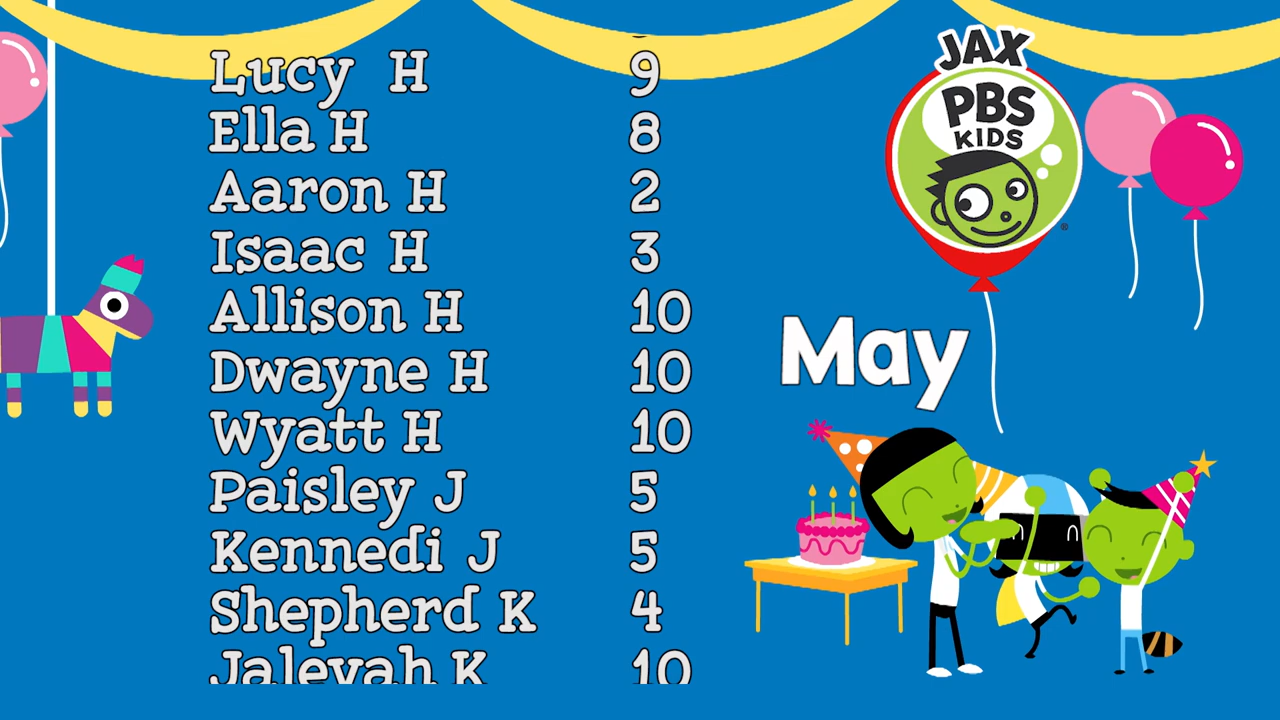 Lucy H 9
Ella H 8
Aaron H 2
Isaac H 3
Allison H 10
Dwayne H 10
Wyatt H 10
Paisley J 5
Kennedi J 5
Shepherd K 4
Jaleyah K 10
JAX
PBS
KIDS
®
May